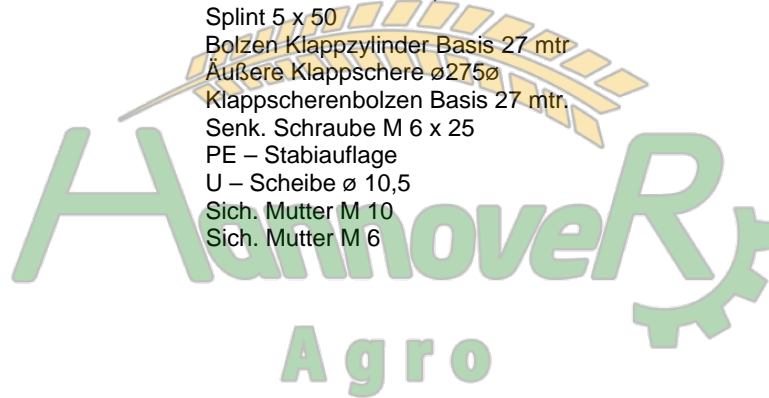 Splint 5 x 50
Bolzen Klappzylinder Basis 27 mtr
Äußere Klappschere ø275ø
Klappscherenbolzen Basis 27 mtr.
Senk. Schraube M 6 x 25
PE – Stabiauflage
U – Scheibe ø 10,5
Sich. Mutter M 10
Sich. Mutter M 6
HannoveR
Agro